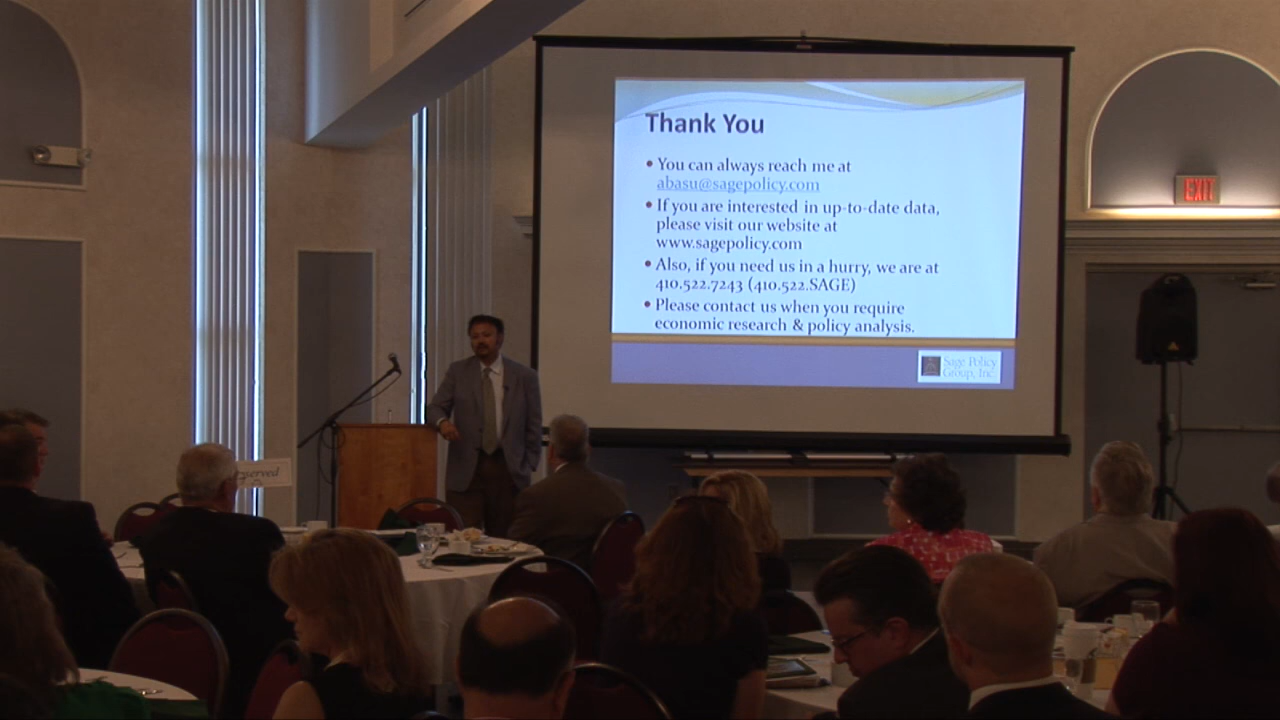 Thank You
• You can always reach me at
abasu@sagepolicy.com
• If you are interested in up-to-date data,
please visit our website at
www.sagepolicy.com
• Also, if you need us in a hurry, we are at
410.522.7243 (410.522.SAGE)
• Please contact us when you require
economic research & policy analysis.
Sage Policy
Group, Inc.
EXIT
served